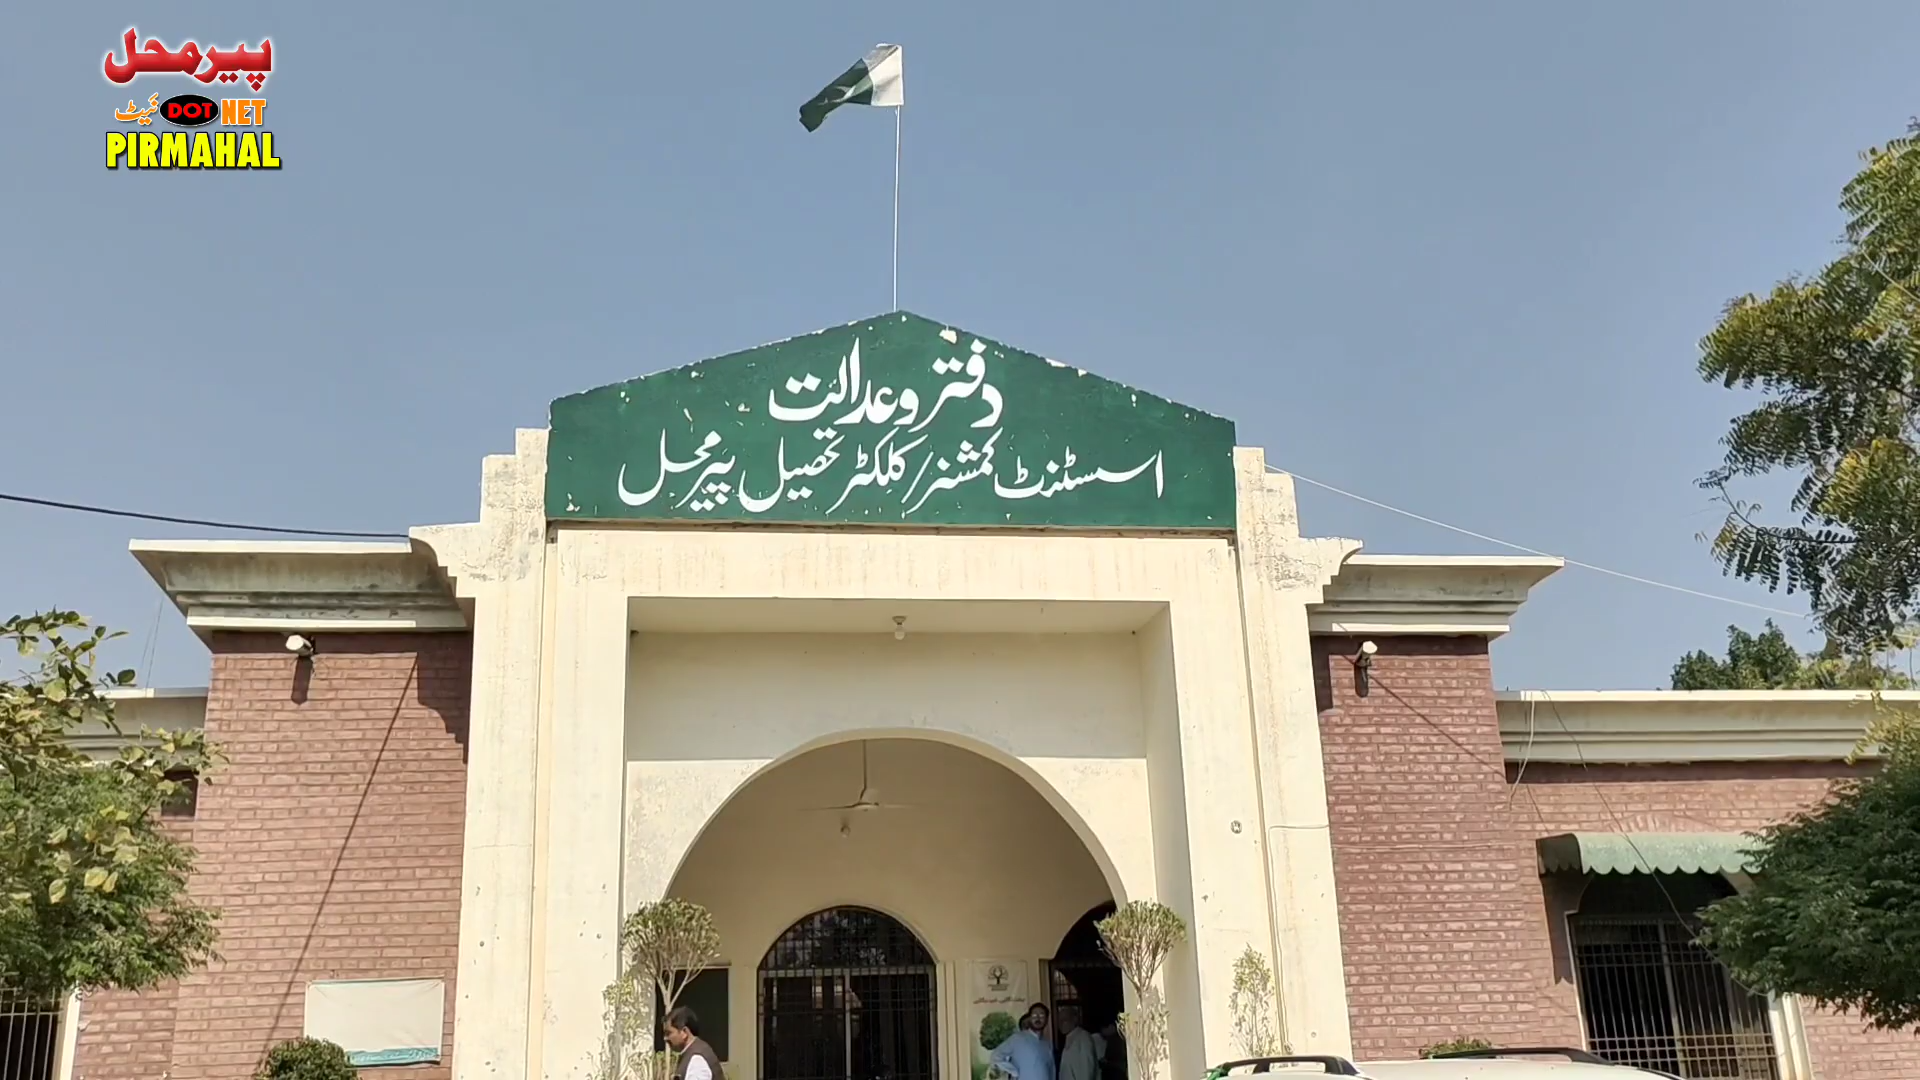 پیرمحل
نیٹ DOT NET
PIRMAHAL
دفتر و عدالت
اسسٹنٹ کمشنر/کلکٹر تحصیل پیرمحل